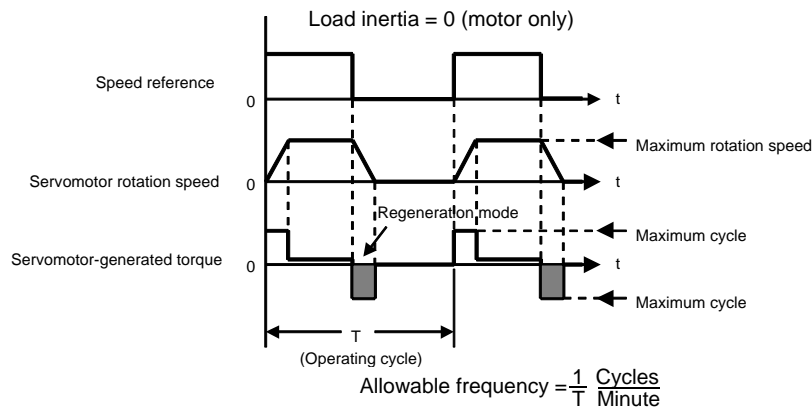 Load inertia = 0 (motor only)
Speed reference
0
t
Maximum rotation speed
Servomotor rotation speed
0
t
Regeneration mode
Maximum cycle
Servomotor-generated torque
0
t
Maximum cycle
T
(Operating cycle)
Allowable frequency = 1/T Cycles/Minute